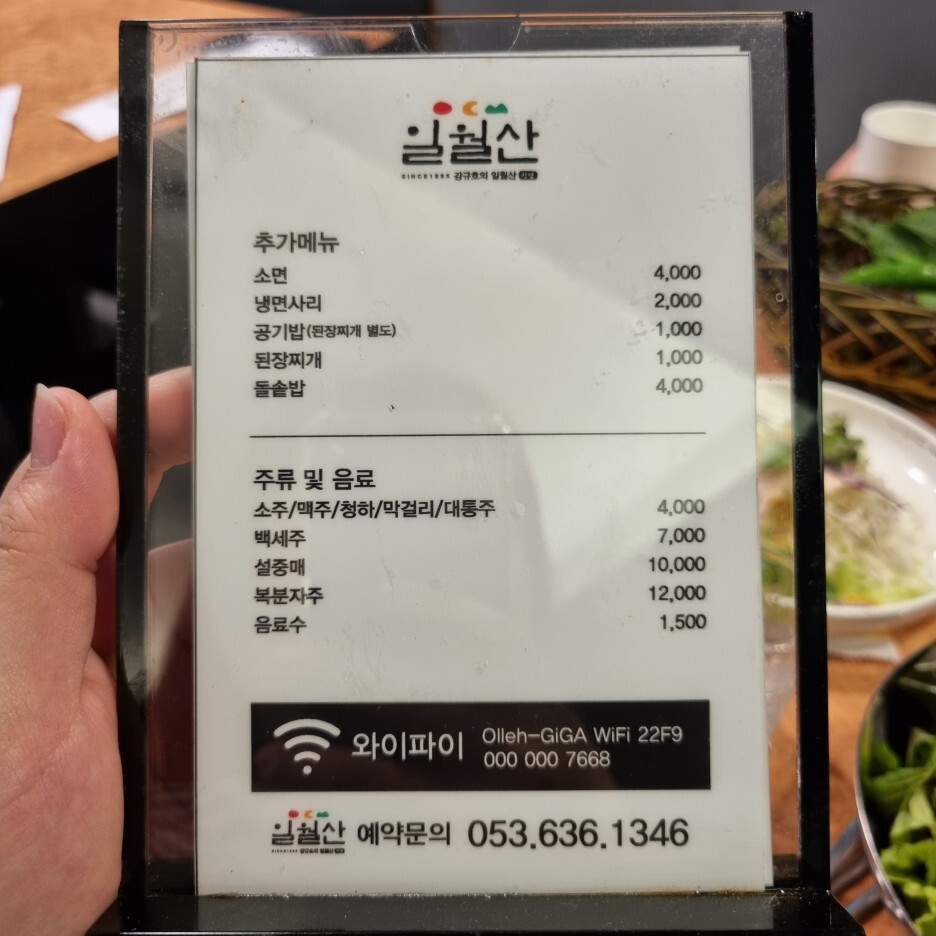 일월산
SINCE1995 강규호의 일월산
추가메뉴
소면 4,000
냉면사리 2,000
공기밥(된장찌개 별도) 1,000
된장찌개 1,000
돌솥밥 4,000
주류 및 음료
소주/맥주/청하/막걸리/대통주 4,000
백세주 7,000
설중매 10,000
복분자주 12,000
음료수 1,500
와이파이 Olleh-GiGA WiFi 22F9
000 000 7668
일월산 예약문의 053.636.1346